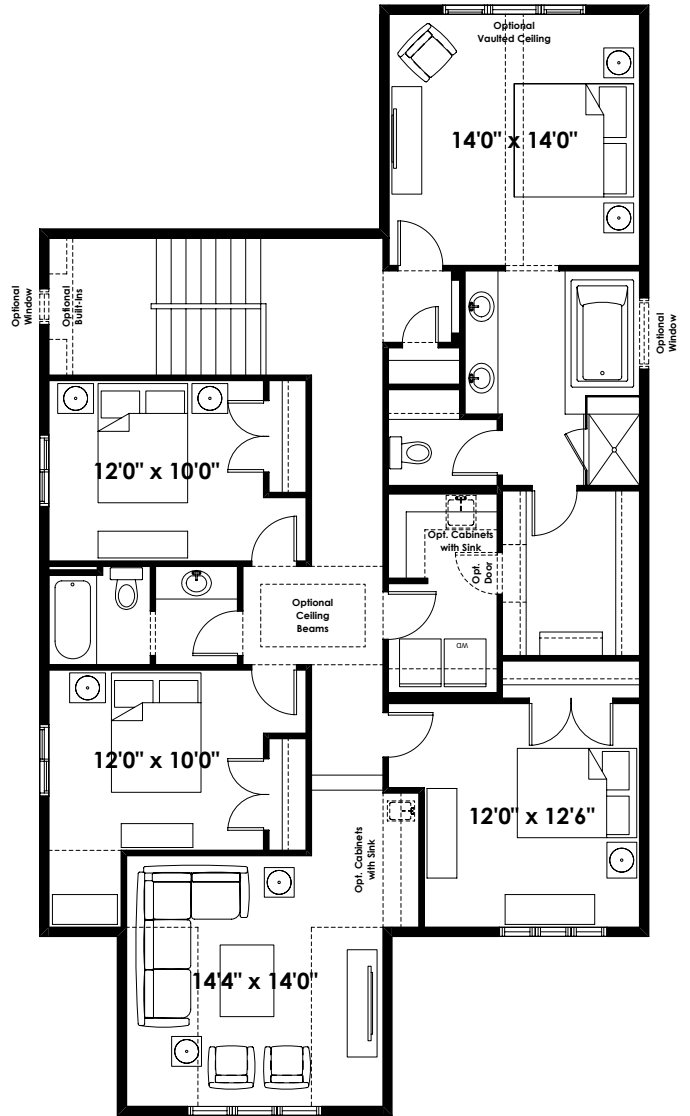 Optional
Vaulted Ceiling
14'0" x 14'0"
Optional
Window
Optional
Built-Ins
Optional
Window
12'0" x 10'0"
Opt. Cabinets
with Sink
Opt.
Door
Optional
Ceiling
Beams
WD
12'0" x 10'0"
12'0" x 12'6"
Opt. Cabinets
with Sink
14'4" x 14'0"